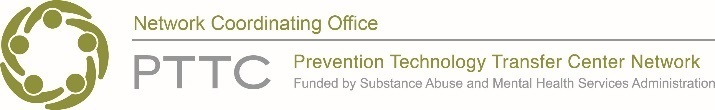 Network Coordinating Office
PTTC
Prevention Technology Transfer Center Network
Funded by Substance Abuse and Mental Health Services Administration